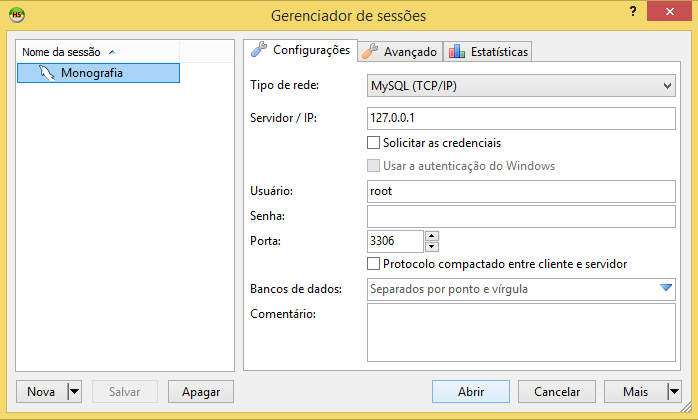 HS
Gerenciador de sessões
?
Nome da sessão
Monografia
Configurações
Avançado
Estatísticas
Tipo de rede:
MySQL (TCP/IP)
Servidor / IP:
127.0.0.1
Solicitar as credenciais
Usar a autenticação do Windows
Usuário:
root
Senha:
Porta:
3306
Protocolo compactado entre cliente e servidor
Bancos de dados:
Separados por ponto e vírgula
Comentário:
Nova
Salvar
Apagar
Abrir
Cancelar
Mais